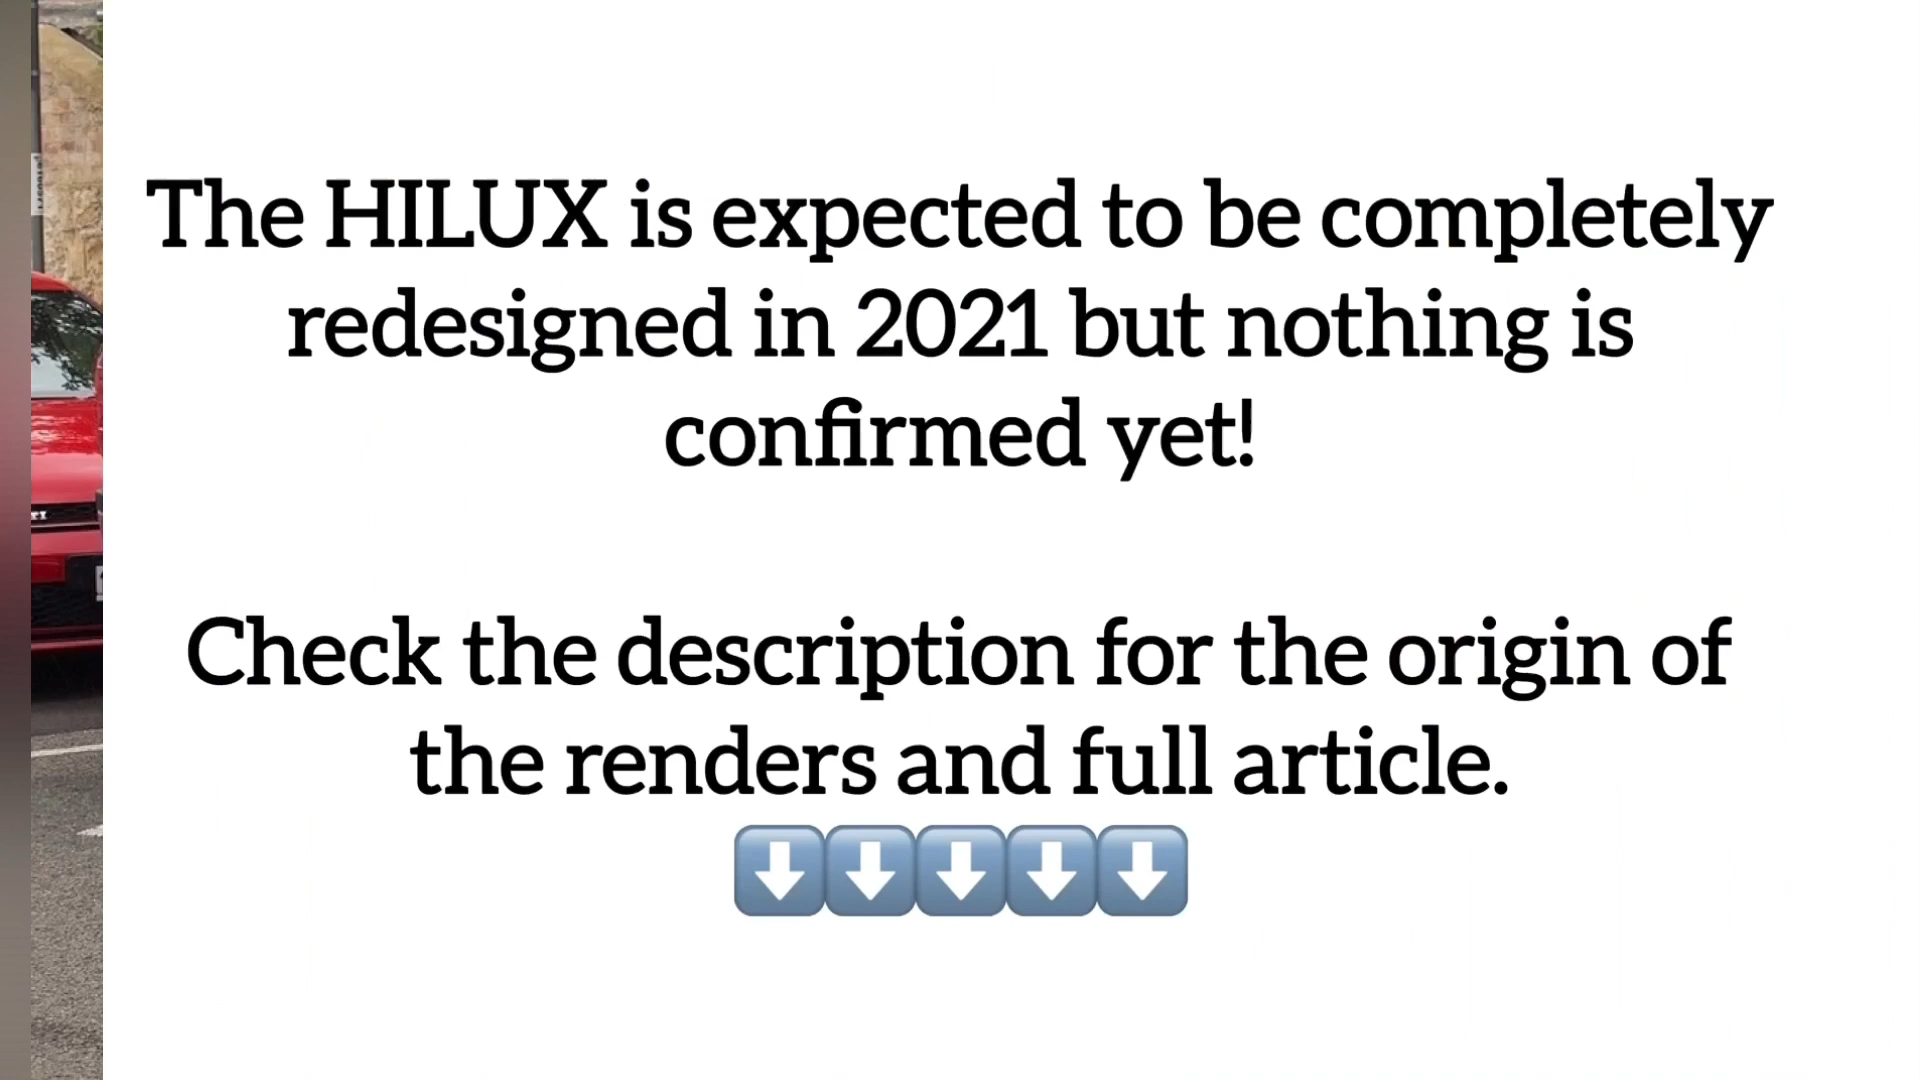 The HILUX is expected to be completely
redesigned in 2021 but nothing is
confirmed yet!
Check the description for the origin of
the renders and full article.
⬇️⬇️⬇️⬇️⬇️